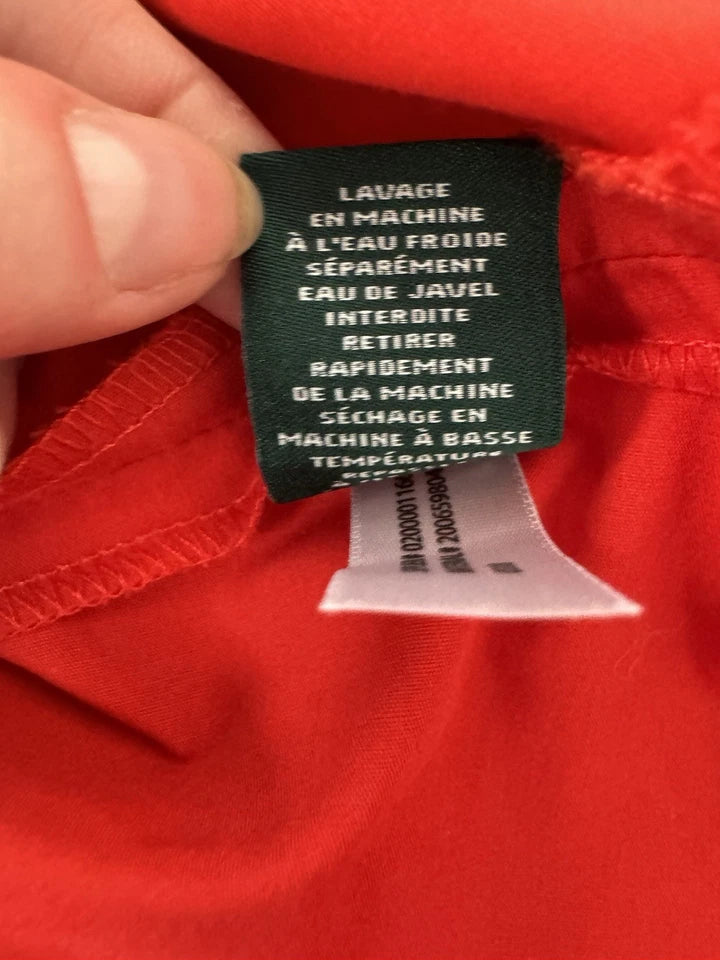 LAVAGE
EN MACHINE
À L'EAU FROIDE
SÉPARÉMENT
EAU DE JAVEL
INTERDITE
RETIRER
RAPIDEMENT
DE LA MACHINE
SÉCHAGE EN
MACHINE À BASSE
TEMPÉRATURE